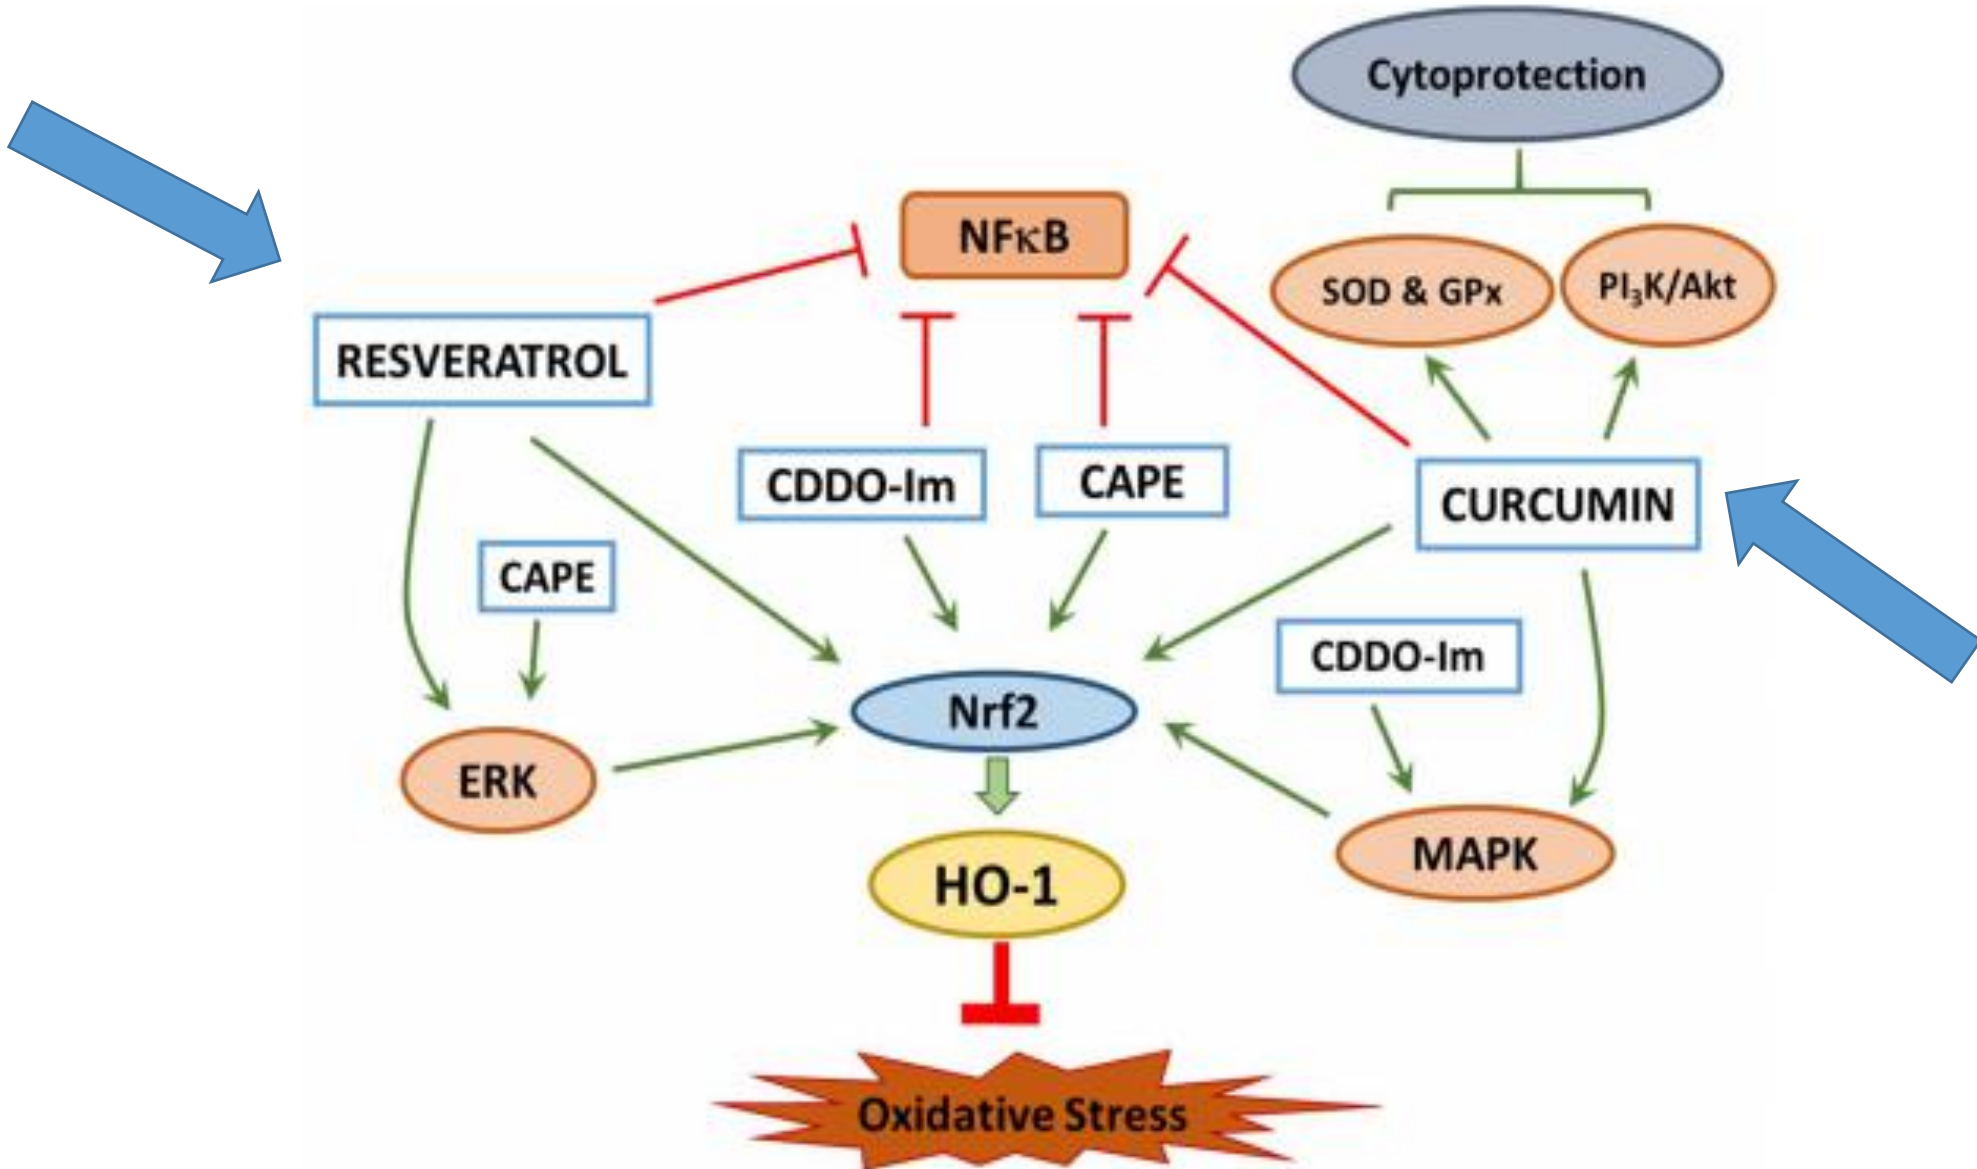 Cytoprotection
NFκB
SOD & GPx
PI₃K/Akt
RESVERATROL
CDDO-Im
CAPE
CURCUMIN
CAPE
CDDO-Im
Nrf2
ERK
MAPK
HO-1
Oxidative Stress